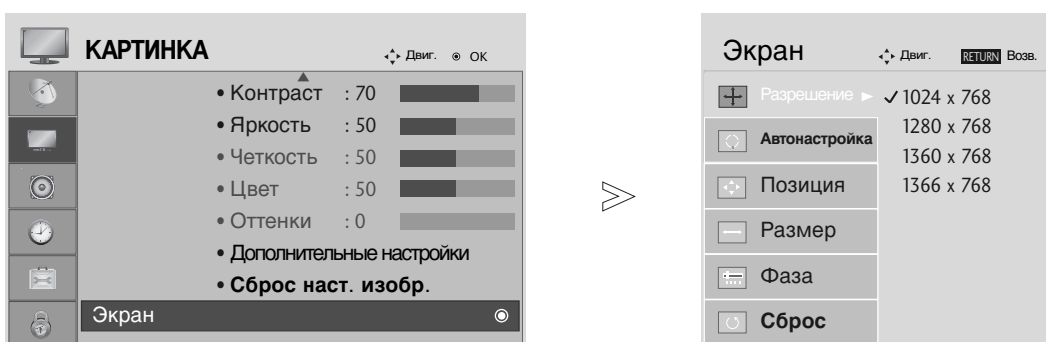 КАРТИНКА
Двиг. ОК
• Контраст : 70
• Яркость : 50
• Четкость : 50
• Цвет : 50
• Оттенки : 0
• Дополнительные настройки
• Сброс наст. изобр.
Экран
Экран
Двиг. RETURN Возв.
Разрешение ► ✓ 1024 x 768
1280 x 768
1360 x 768
1366 x 768
Автонастройка
Позиция
Размер
Фаза
Сброс